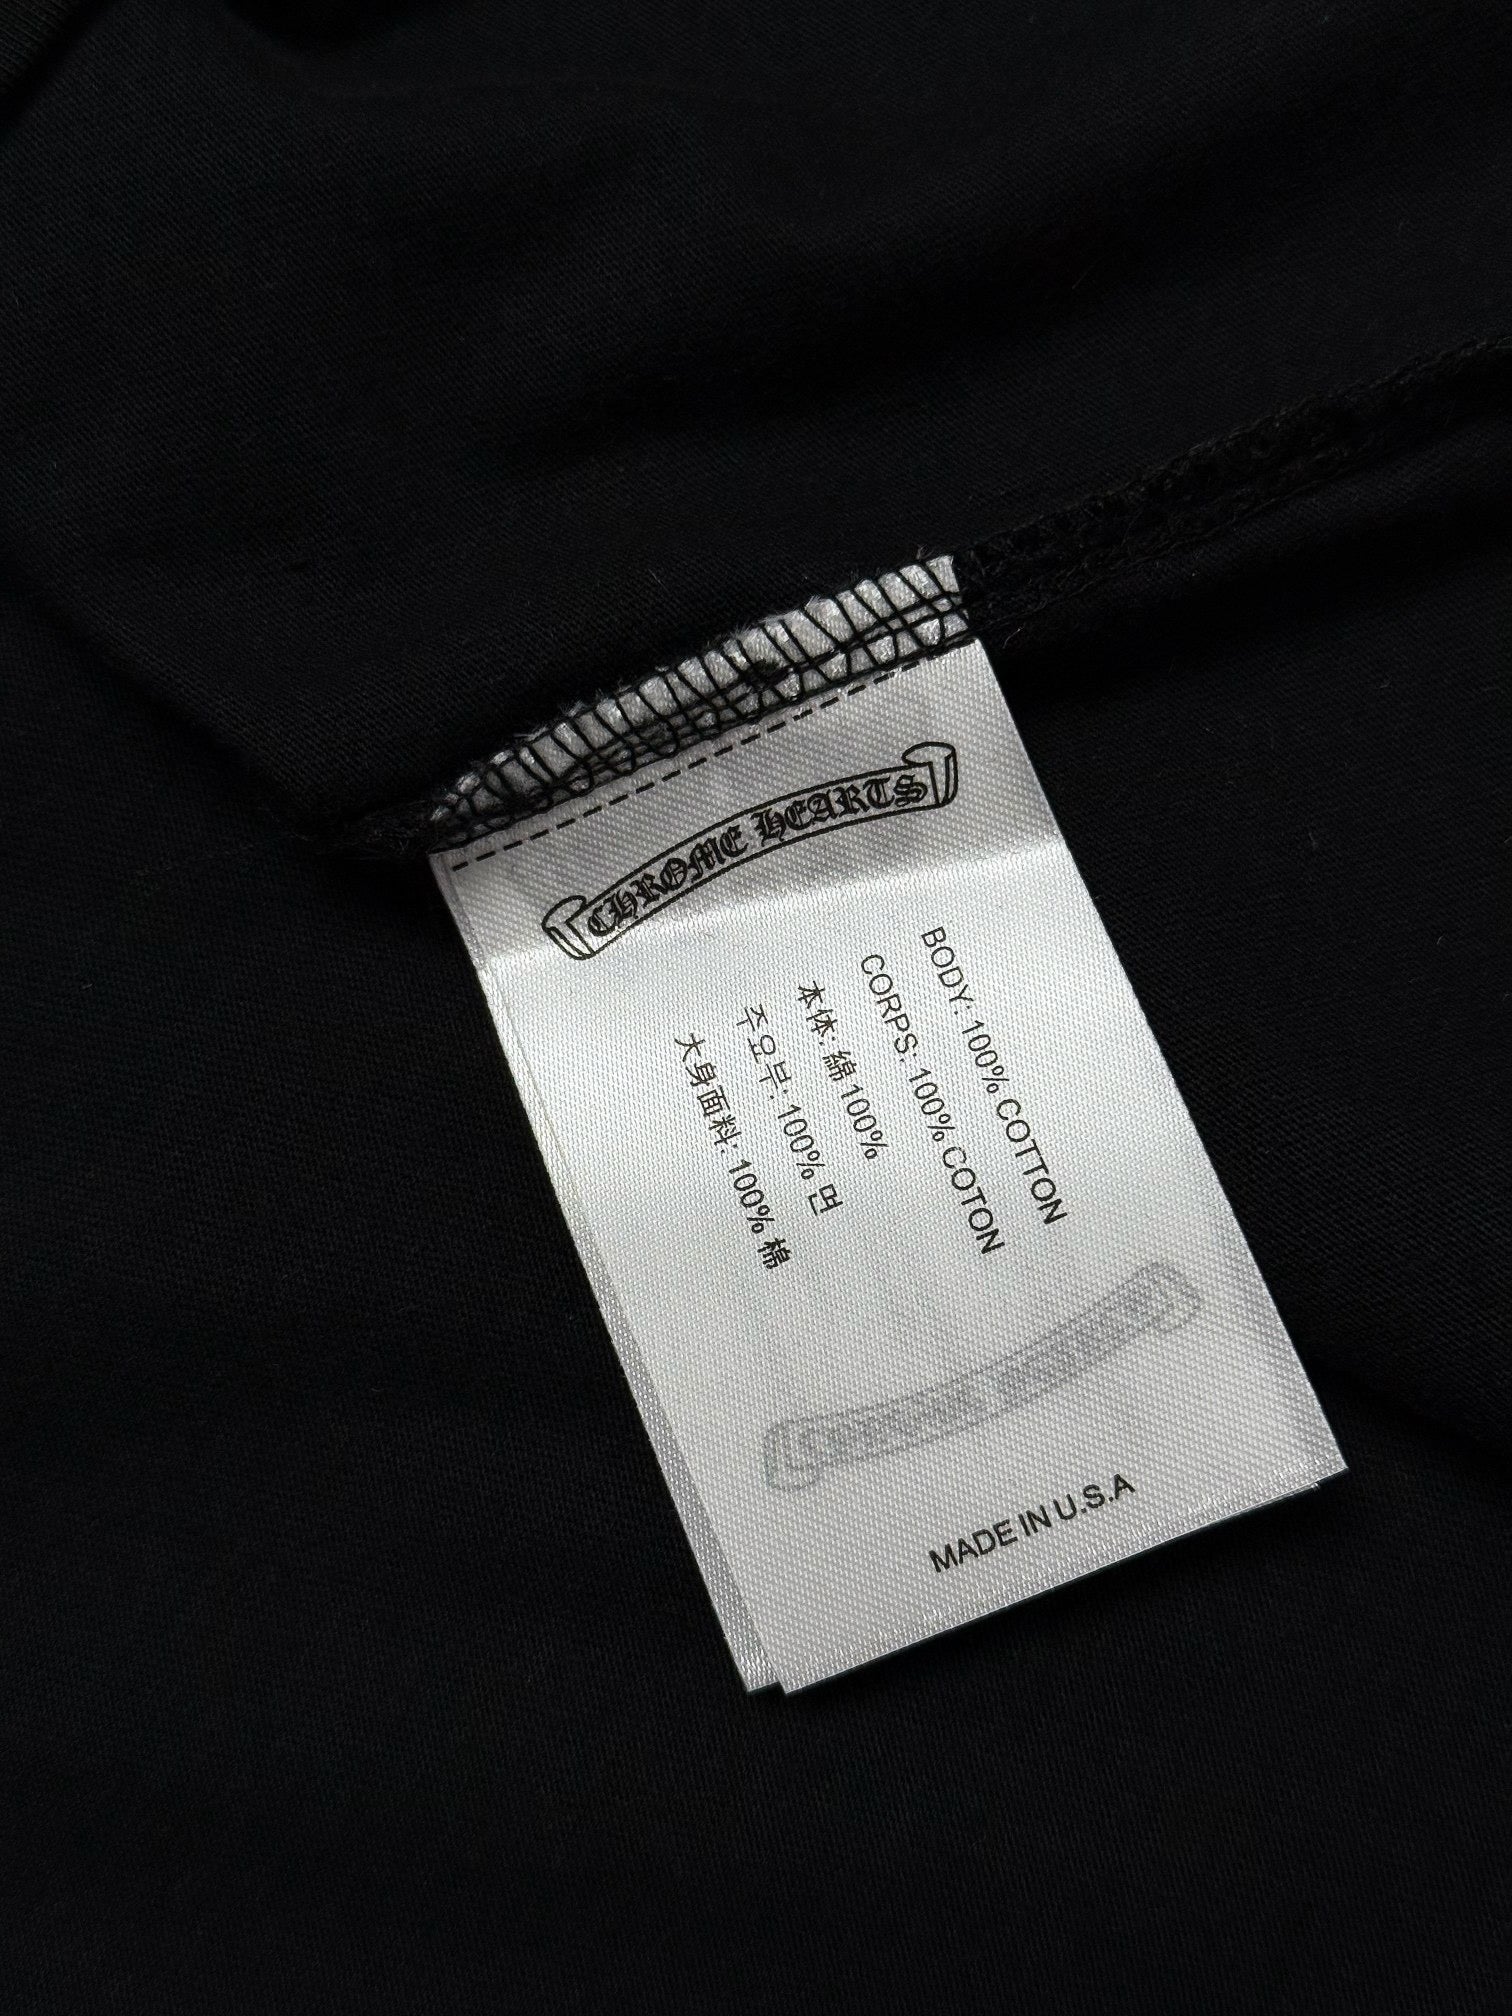 CHROME HEARTS
BODY: 100% COTTON
CORPS: 100% COTON
本体: 綿 100%
주요부: 100% 면
大身面料: 100% 棉
MADE IN U.S.A